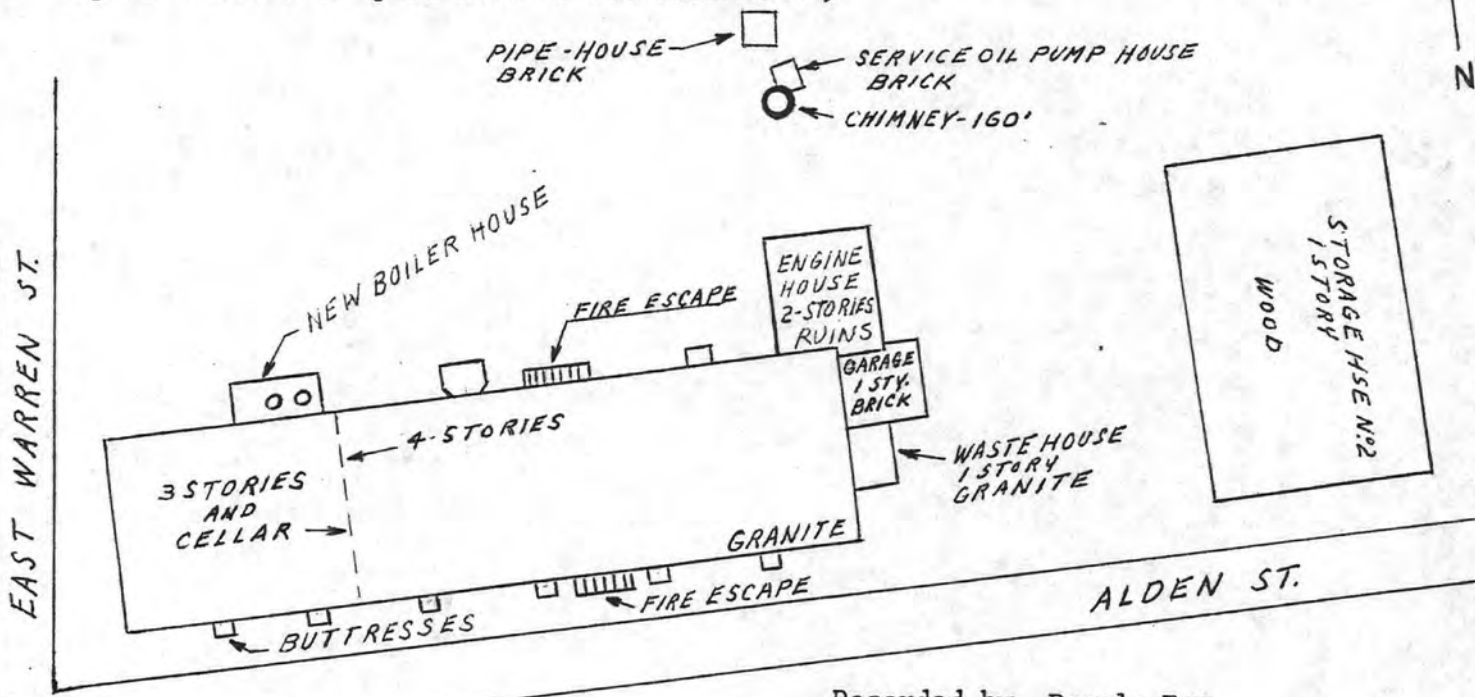 PIPE-HOUSE
BRICK
SERVICE OIL PUMP HOUSE
BRICK
CHIMNEY-160'
N
EAST WARREN ST.
NEW BOILER HOUSE
FIRE ESCAPE
ENGINE
HOUSE
2-STORIES
RUINS
GARAGE
1 STY.
BRICK
STORAGE HSE Nº2
1 STORY
WOOD
4-STORIES
3 STORIES
AND
CELLAR
WASTE HOUSE
1 STORY
GRANITE
GRANITE
FIRE ESCAPE
BUTTRESSES
ALDEN ST.